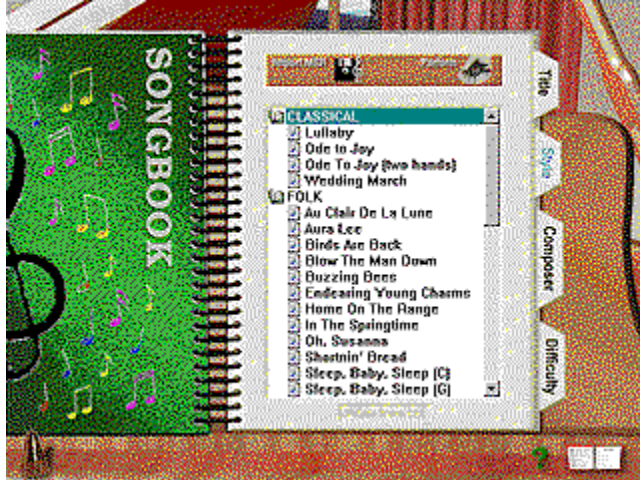 SONGBOOK
CLASSICAL
Lullaby
Ode to Joy
Ode To Joy (two hands)
Wedding March
FOLK
Au Clair De La Lune
Aura Lee
Birds Are Back
Blow The Man Down
Buzzing Bees
Endearing Young Charms
Home On The Range
In The Springtime
Oh, Susanna
Shortnin' Bread
Sleep, Baby, Sleep (C)
Sleep, Baby, Sleep (G)
Title
Style
Composer
Difficulty
?